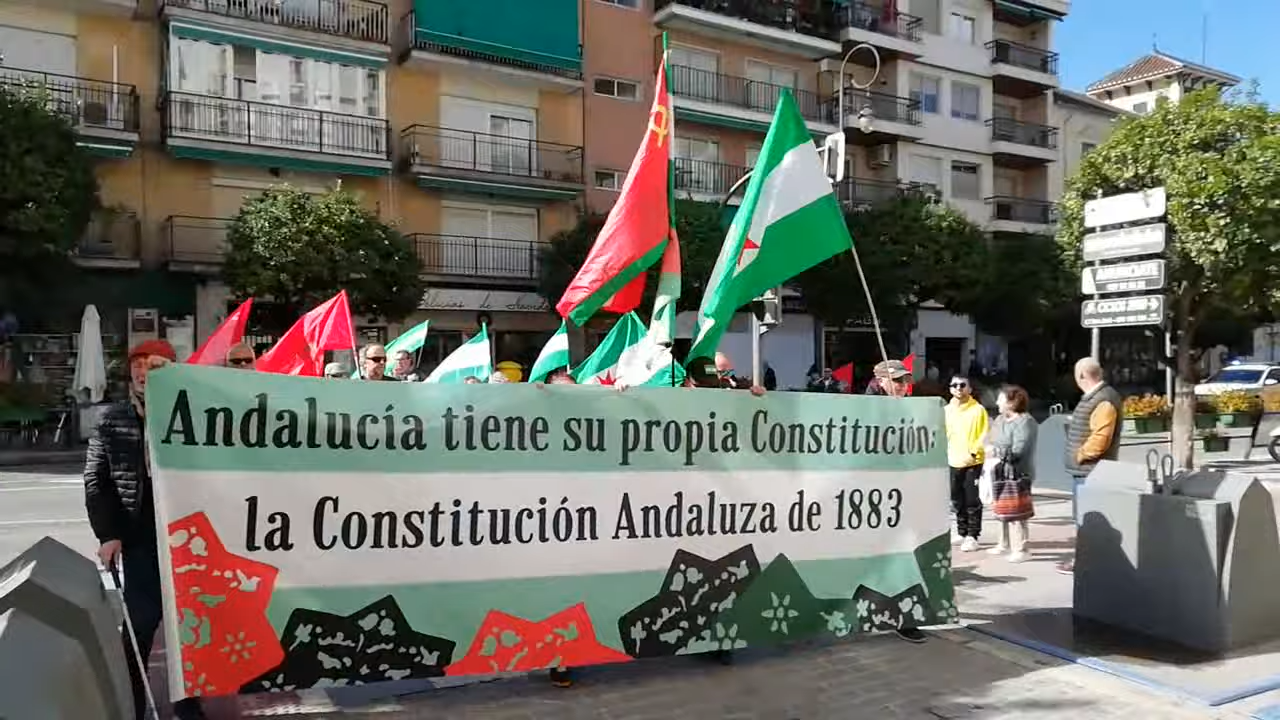 Andalucía tiene su propia Constitución:
la Constitución Andaluza de 1883